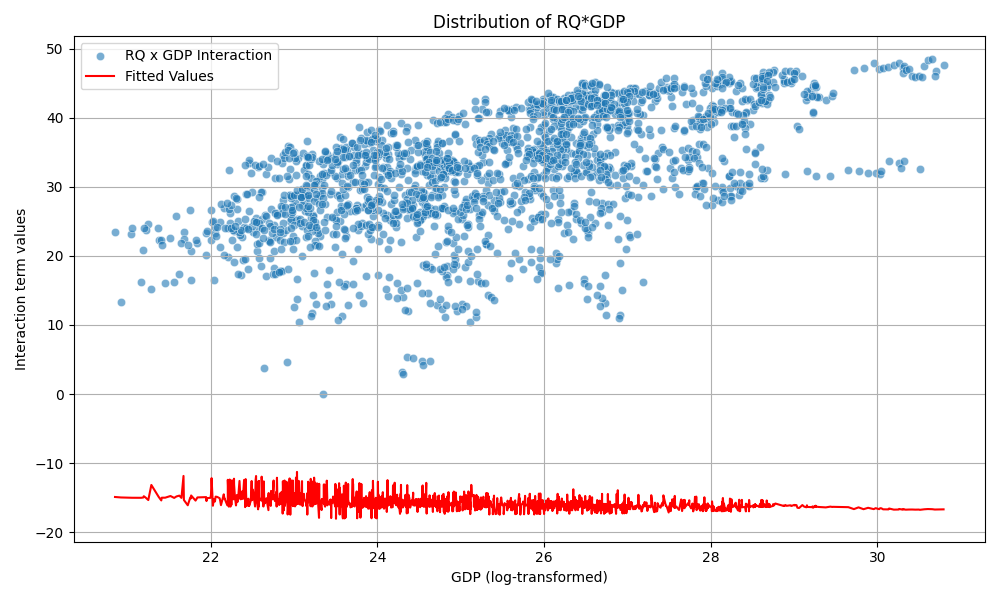 Distribution of RQ*GDP
RQ x GDP Interaction
Fitted Values
Interaction term values
50
40
30
20
10
0
−10
−20
22
24
26
28
30
GDP (log-transformed)